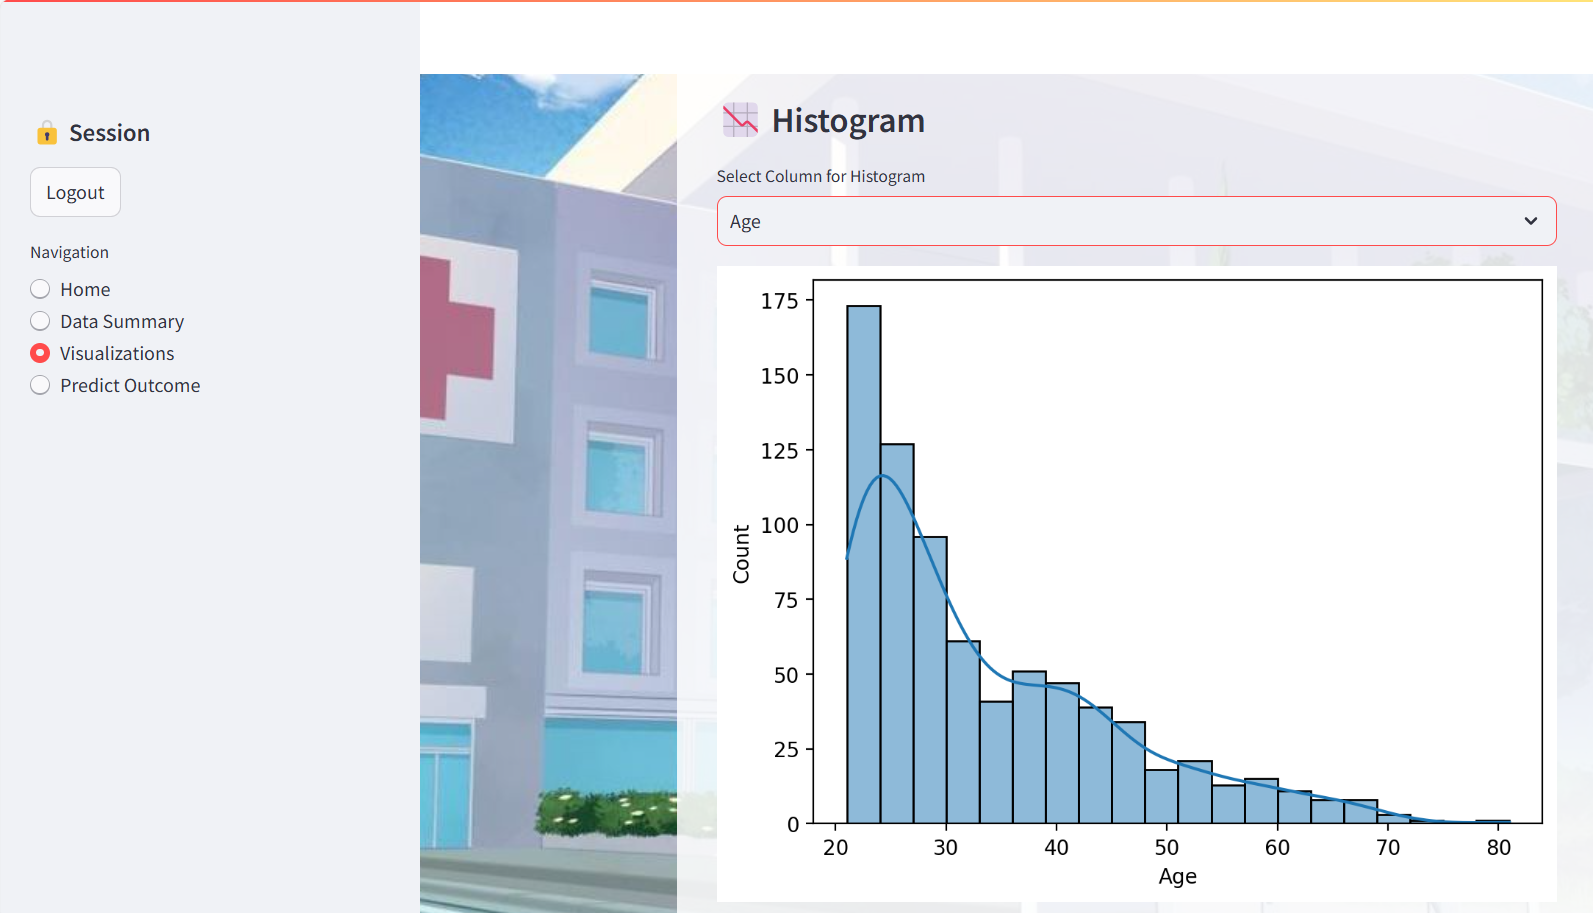 Session
Logout
Navigation
Home
Data Summary
Visualizations
Predict Outcome
Histogram
Select Column for Histogram
Age
175
150
125
100
75
50
25
0
Count
20 30 40 50 60 70 80
Age